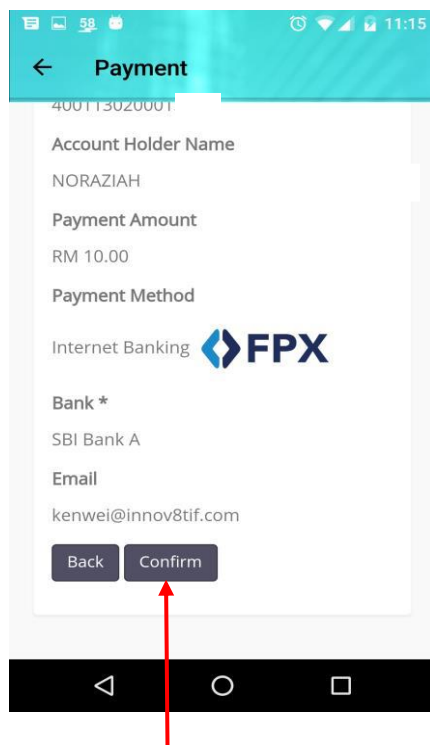 58 11:15
Payment
400113020001
Account Holder Name
NORAZIAH
Payment Amount
RM 10.00
Payment Method
Internet Banking FPX
Bank *
SBI Bank A
Email
kenwei@innov8tif.com
Back Confirm